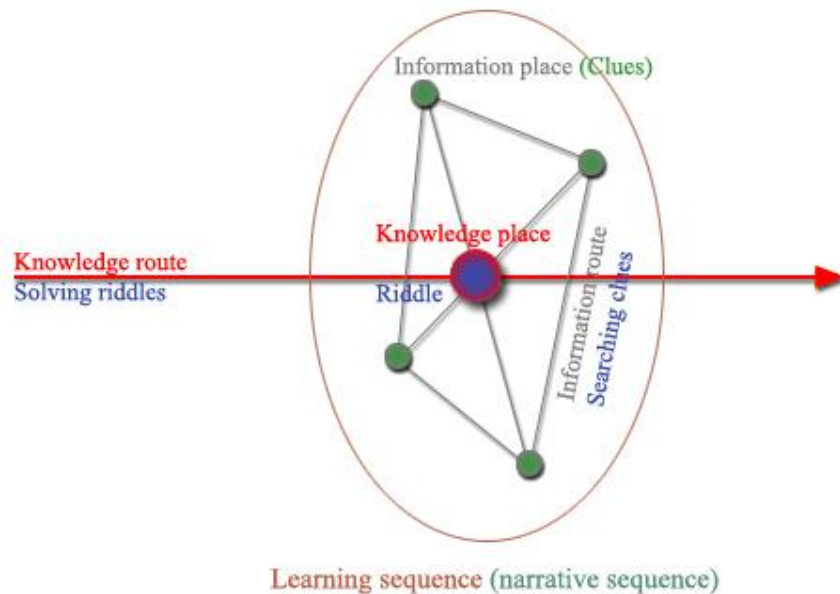 Information place (Clues)
Knowledge place
Knowledge route
Solving riddles
Riddle
Information route
Searching clues
Learning sequence (narrative sequence)